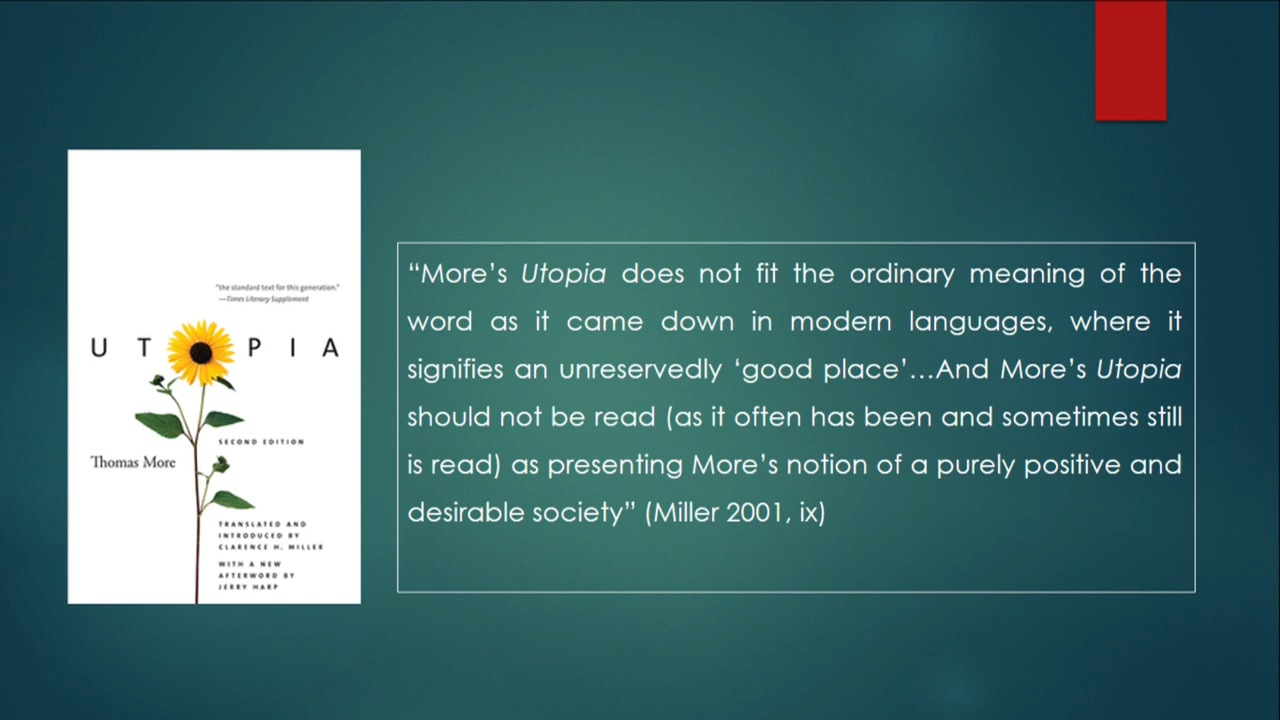 "the standard text for this generation."
—Times Literary Supplement
UTOPIA
SECOND EDITION
Thomas More
TRANSLATED AND
INTRODUCED BY
CLARENCE H. MILLER
WITH A NEW
AFTERWORD BY
JERRY HARP
“More’s Utopia does not fit the ordinary meaning of the
word as it came down in modern languages, where it
signifies an unreservedly ‘good place’…And More’s Utopia
should not be read (as it often has been and sometimes still
is read) as presenting More’s notion of a purely positive and
desirable society” (Miller 2001, ix)